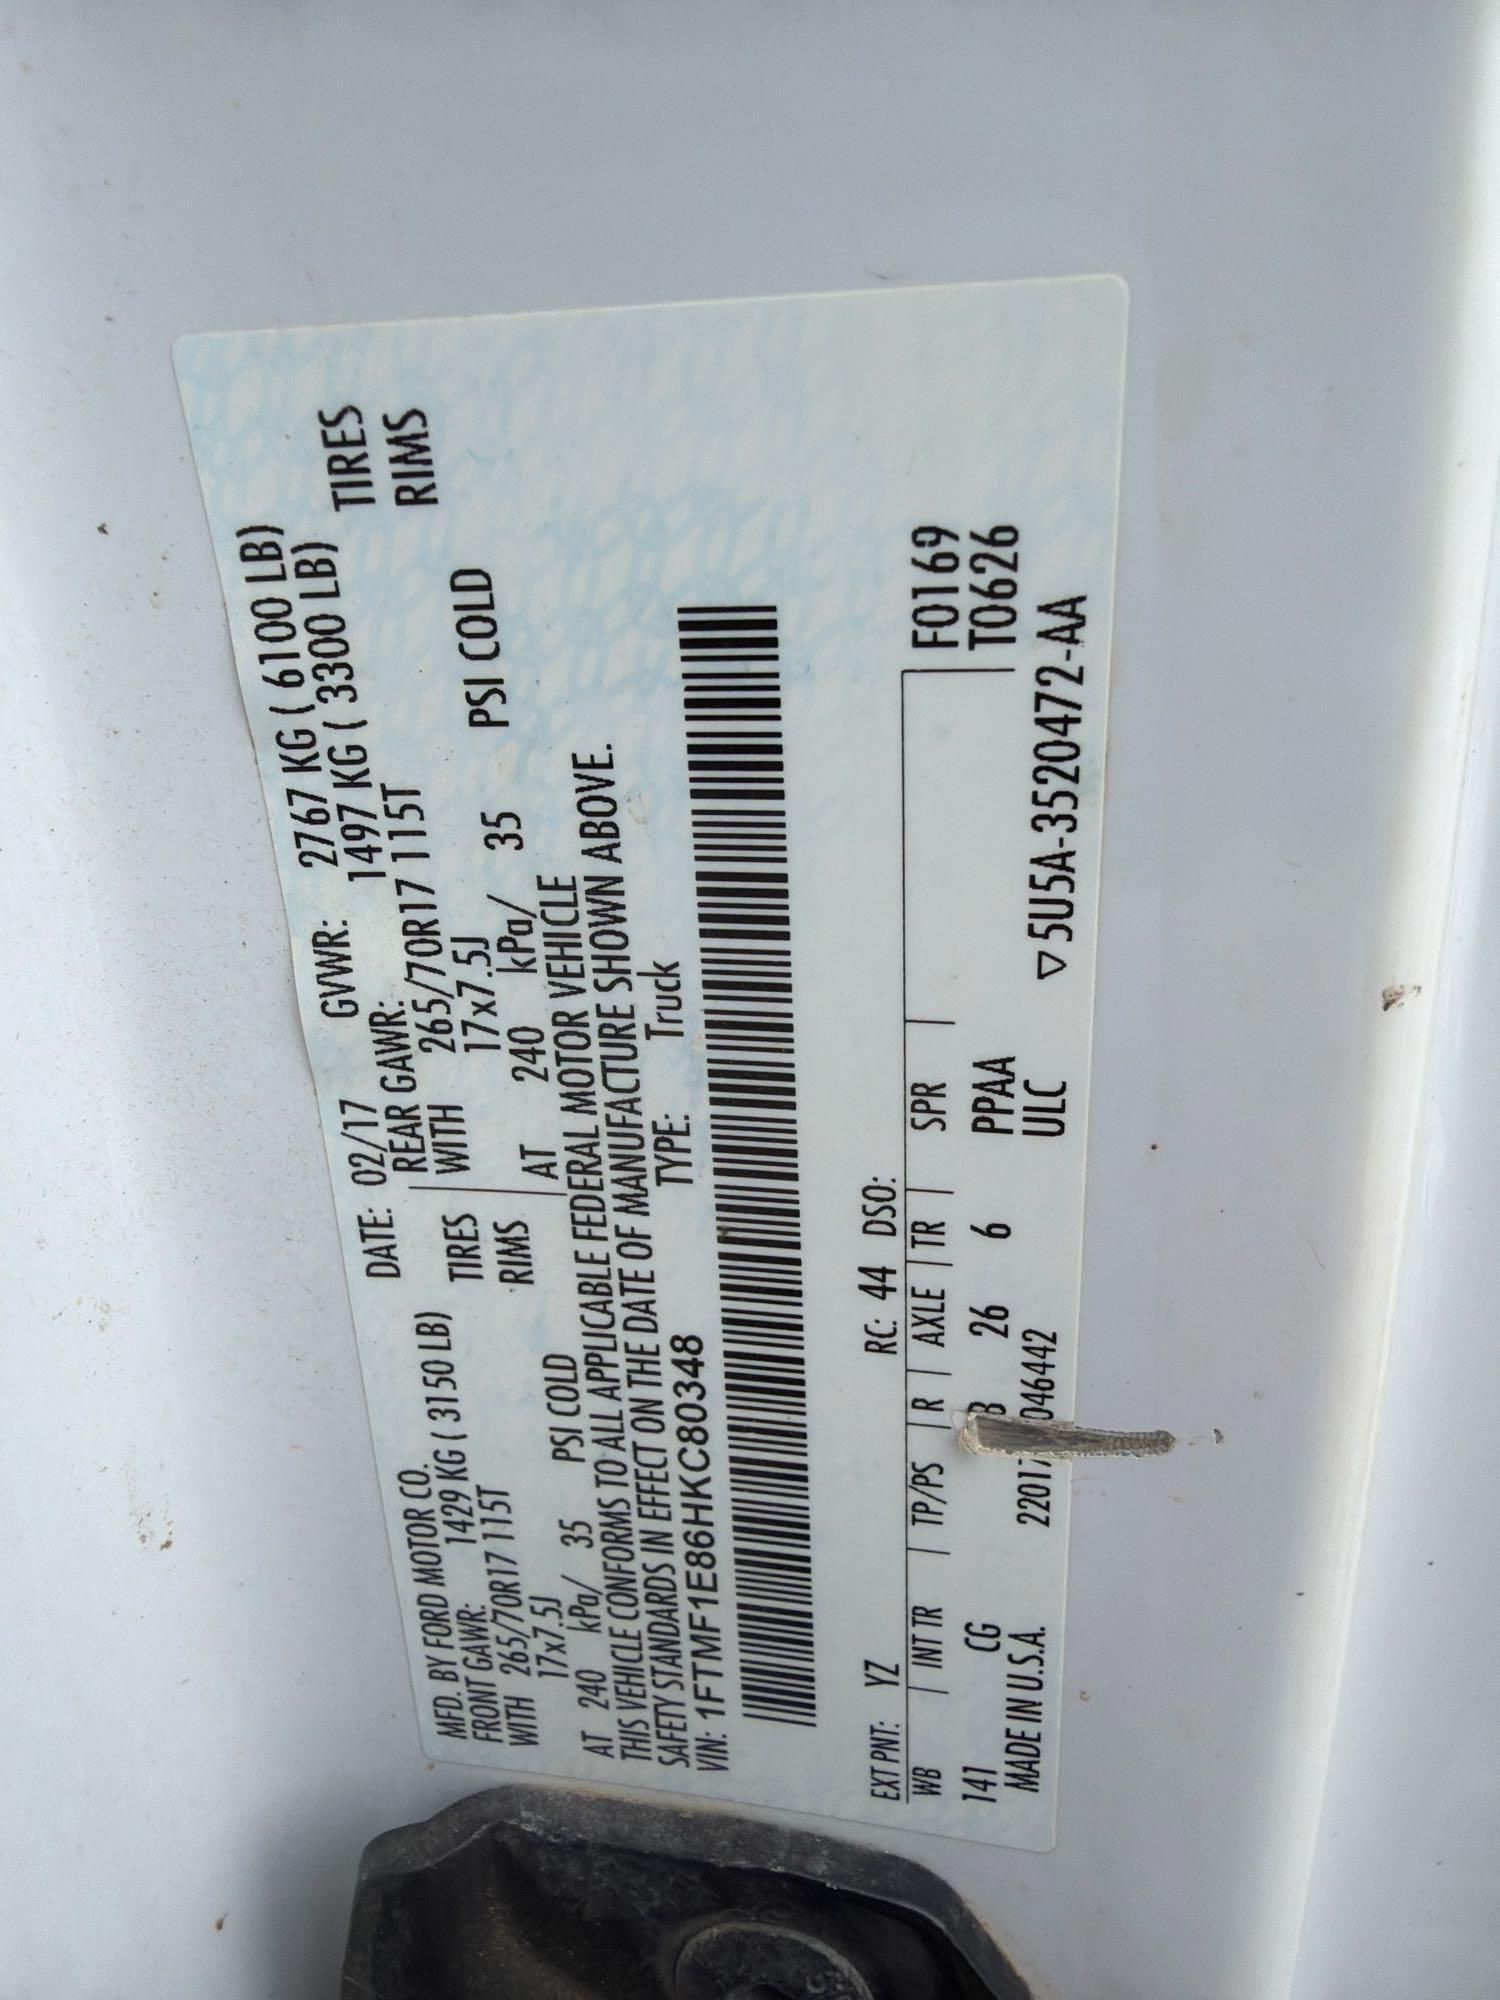 MFD. BY FORD MOTOR CO. DATE: 02/17 GVWR: 2767 KG ( 6100 LB)
FRONT GAWR: 1429 KG ( 3150 LB) REAR GAWR: 1497 KG ( 3300 LB)
WITH 265/70R17 115T TIRES WITH 265/70R17 115T TIRES
17x7.5J RIMS 17x7.5J RIMS
AT 240 kPa/ 35 PSI COLD AT 240 kPa/ 35 PSI COLD
THIS VEHICLE CONFORMS TO ALL APPLICABLE FEDERAL MOTOR VEHICLE
SAFETY STANDARDS IN EFFECT ON THE DATE OF MANUFACTURE SHOWN ABOVE.
VIN: 1FTMF1E86HKC80348 TYPE: Truck
EXT PNT: YZ RC: 44 DSO: F0169
WB INT TR TP/PS R AXLE TR SPR T0626
141 CG B 26 6 PPAA
MADE IN U.S.A. 22017 046442 ULC ▽5U5A-3520472-AA